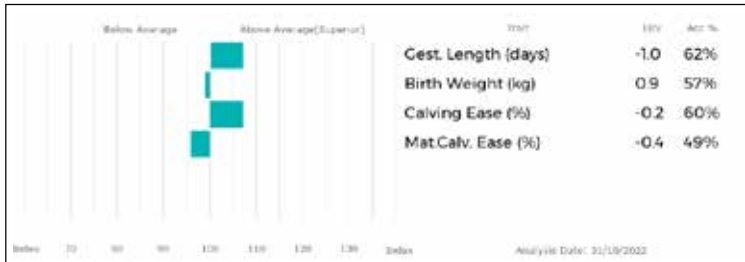 Below Average Above Average(Superior) Trait EBV Acc %
Gest. Length (days) -1.0 62%
Birth Weight (kg) 0.9 57%
Calving Ease (%) -0.2 60%
Mat.Calv. Ease (%) -0.4 49%
Index 70 80 90 100 110 120 130 Index Analysis Date: 31/10/2022